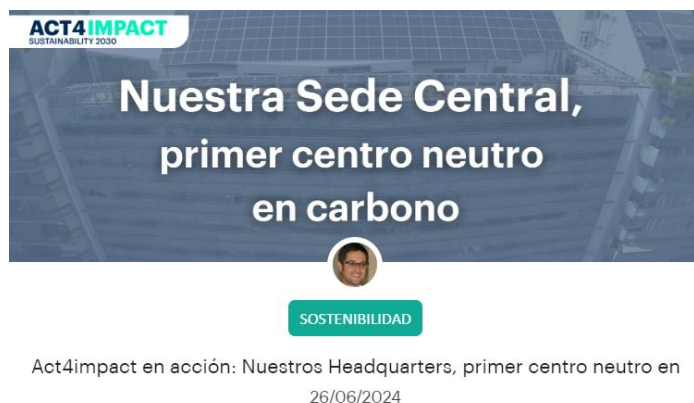 ACT4IMPACT
SUSTAINABILITY 2030
Nuestra Sede Central,
primer centro neutro
en carbono
SOSTENIBILIDAD
Act4impact en acción: Nuestros Headquarters, primer centro neutro en
26/06/2024